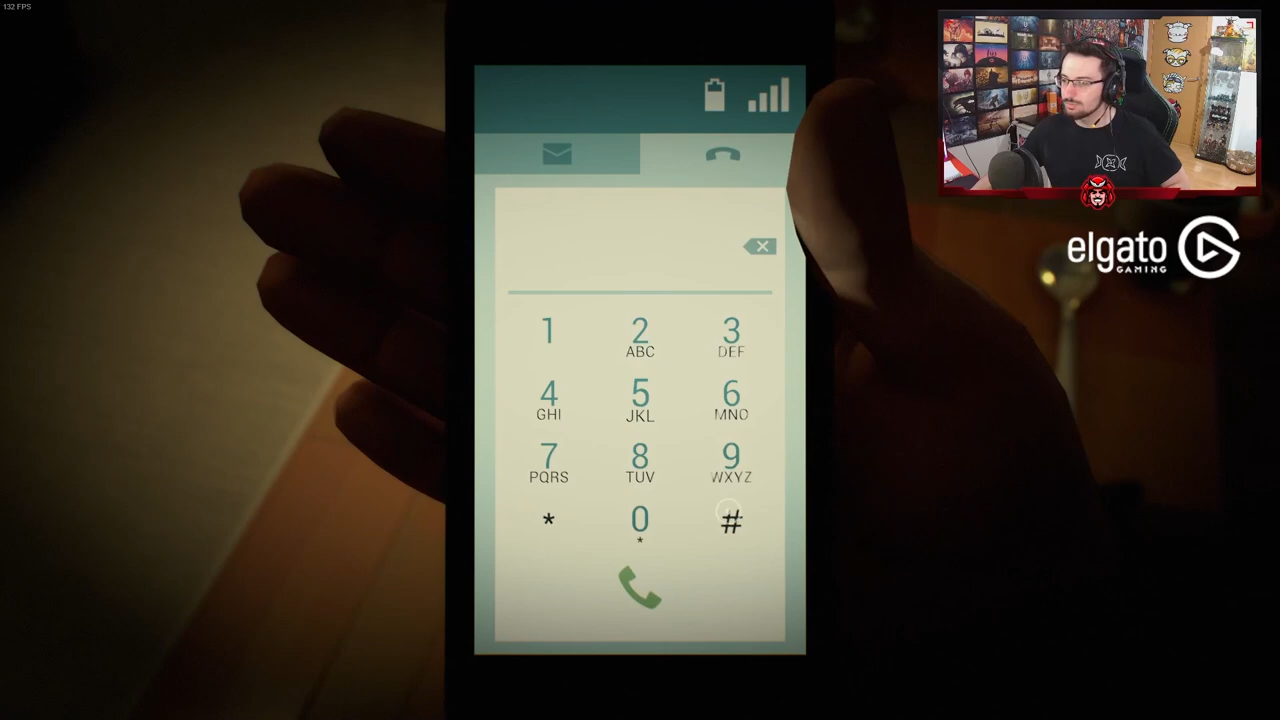 132 FPS
elgato
GAMING
1 2 3
ABC DEF
4 5 6
GHI JKL MNO
7 8 9
PQRS TUV WXYZ
* 0 #
*